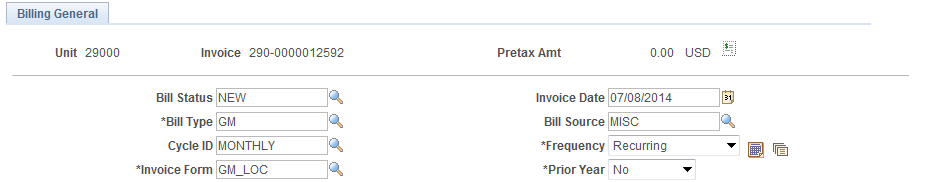 Billing General
Unit 29000 Invoice 290-0000012592 Pretax Amt 0.00 USD
Bill Status NEW Invoice Date 07/08/2014
*Bill Type GM Bill Source MISC
Cycle ID MONTHLY *Frequency Recurring
*Invoice Form GM_LOC *Prior Year No